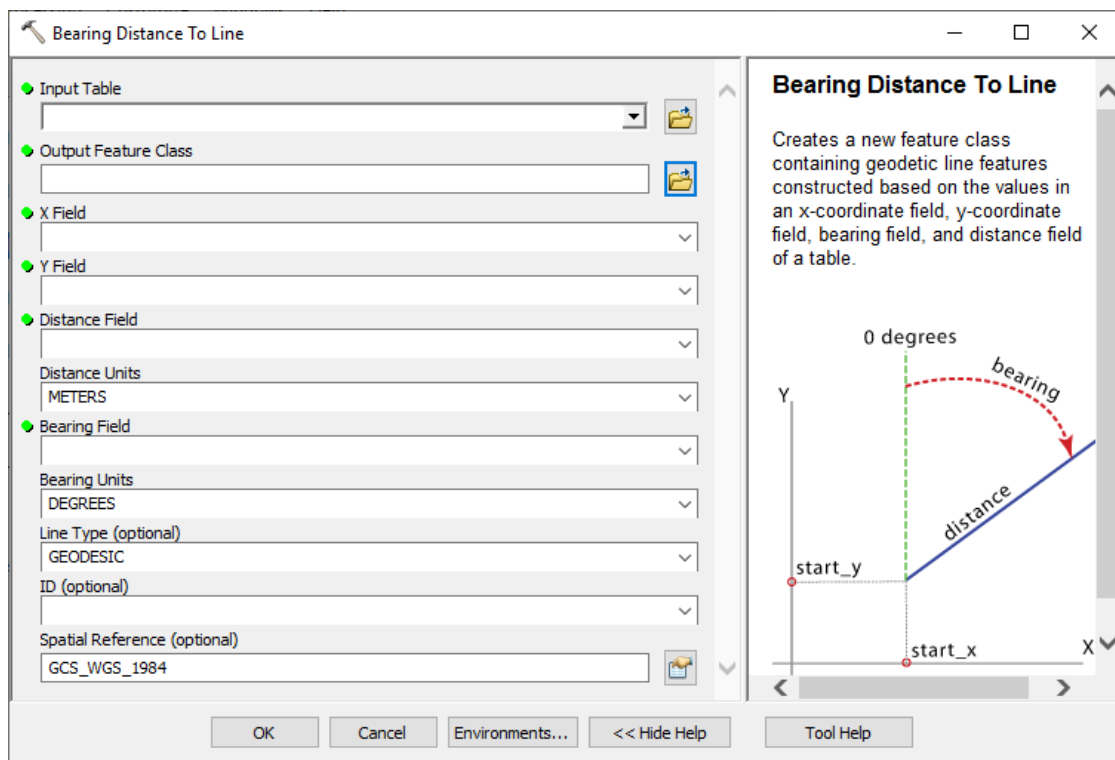 Bearing Distance To Line
Input Table
Output Feature Class
X Field
Y Field
Distance Field
Distance Units
METERS
Bearing Field
Bearing Units
DEGREES
Line Type (optional)
GEODESIC
ID (optional)
Spatial Reference (optional)
GCS_WGS_1984
Bearing Distance To Line
Creates a new feature class
containing geodetic line features
constructed based on the values in
an x-coordinate field, y-coordinate
field, bearing field, and distance field
of a table.
0 degrees
bearing
Y
distance
start_y
start_x
X
OK
Cancel
Environments...
<< Hide Help
Tool Help